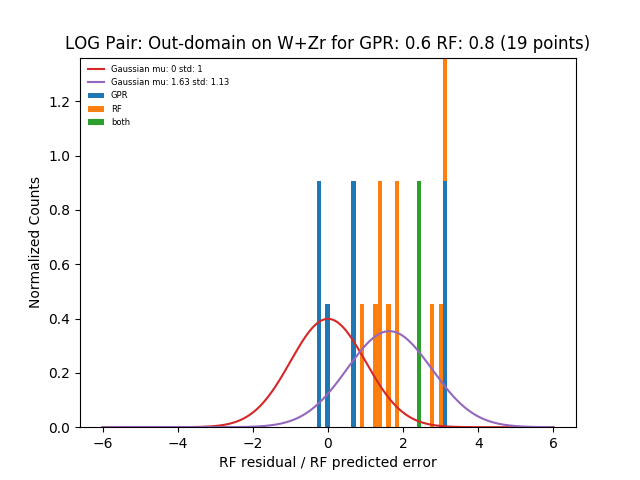 LOG Pair: Out-domain on W+Zr for GPR: 0.6 RF: 0.8 (19 points)
Gaussian mu: 0 std: 1
Gaussian mu: 1.63 std: 1.13
GPR
RF
both
Normalized Counts
1.2
1.0
0.8
0.6
0.4
0.2
0.0
−6
−4
−2
0
2
4
6
RF residual / RF predicted error